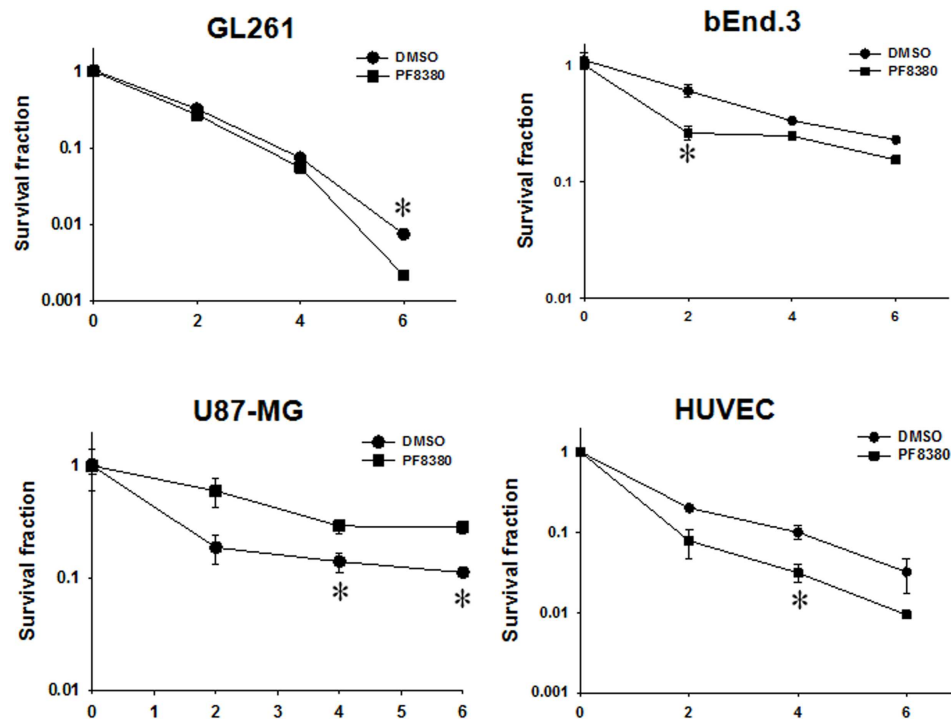 GL261
DMSO
PF8380
Survival fraction
1
0.1
0.01
0.001
*
0 2 4 6
bEnd.3
DMSO
PF8380
Survival fraction
1
0.1
0.01
*
0 2 4 6
U87-MG
DMSO
PF8380
Survival fraction
1
0.1
0.01
* *
0 1 2 3 4 5 6
HUVEC
DMSO
PF8380
Survival fraction
1
0.1
0.01
0.001
*
0 2 4 6